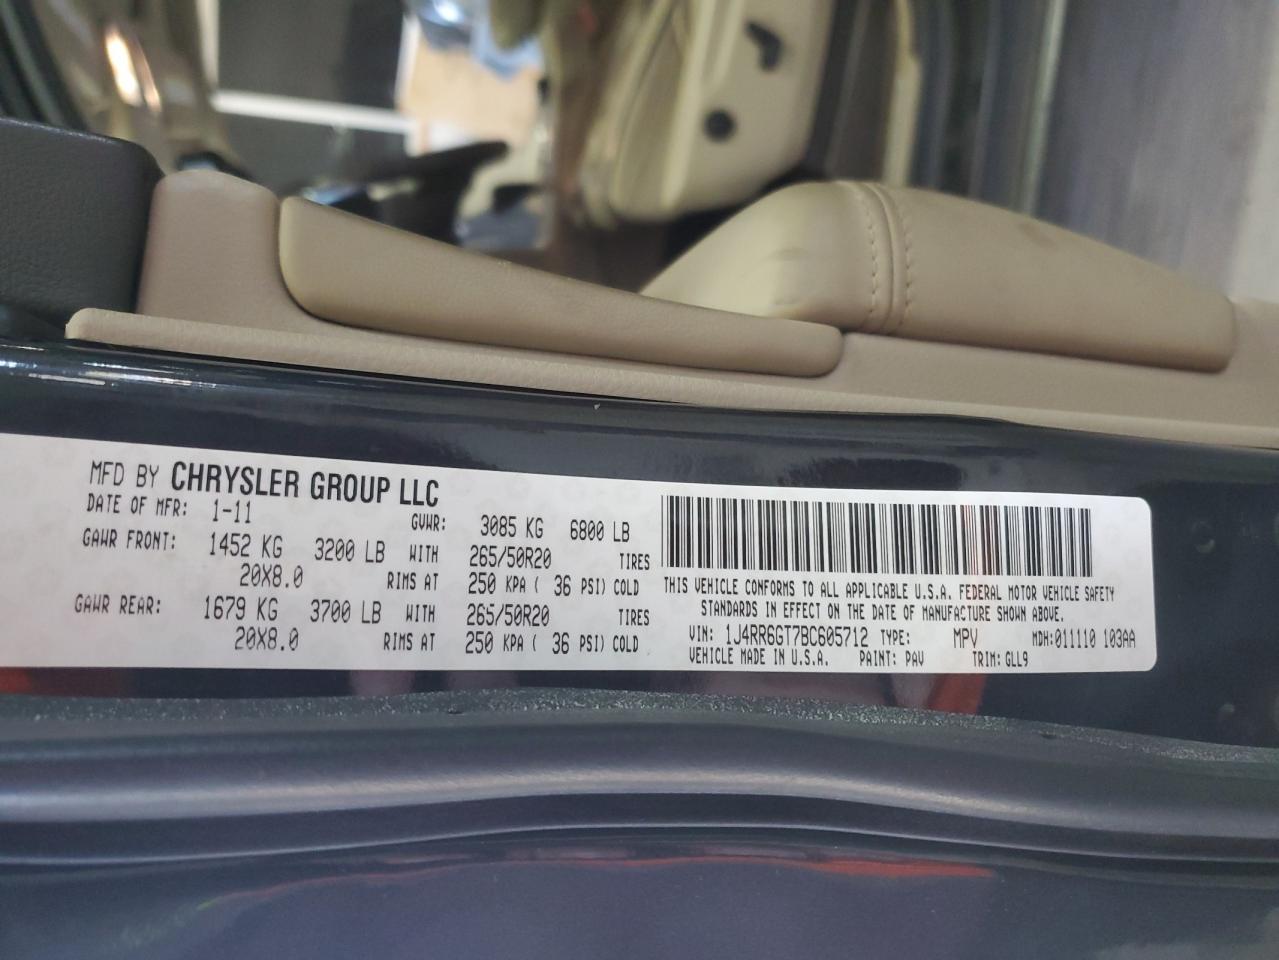 MFD BY CHRYSLER GROUP LLC
DATE OF MFR: 1-11 GVWR: 3085 KG 6800 LB
GAWR FRONT: 1452 KG 3200 LB WITH 265/50R20 TIRES
20X8.0 RIMS AT 250 KPA ( 36 PSI) COLD
GAWR REAR: 1679 KG 3700 LB WITH 265/50R20 TIRES
20X8.0 RIMS AT 250 KPA ( 36 PSI) COLD
THIS VEHICLE CONFORMS TO ALL APPLICABLE U.S.A. FEDERAL MOTOR VEHICLE SAFETY
STANDARDS IN EFFECT ON THE DATE OF MANUFACTURE SHOWN ABOVE.
VIN: 1J4RR6GT7BC605712 TYPE: MPV MDH:011110 103AA
VEHICLE MADE IN U.S.A. PAINT: PAV TRIM: GLL9